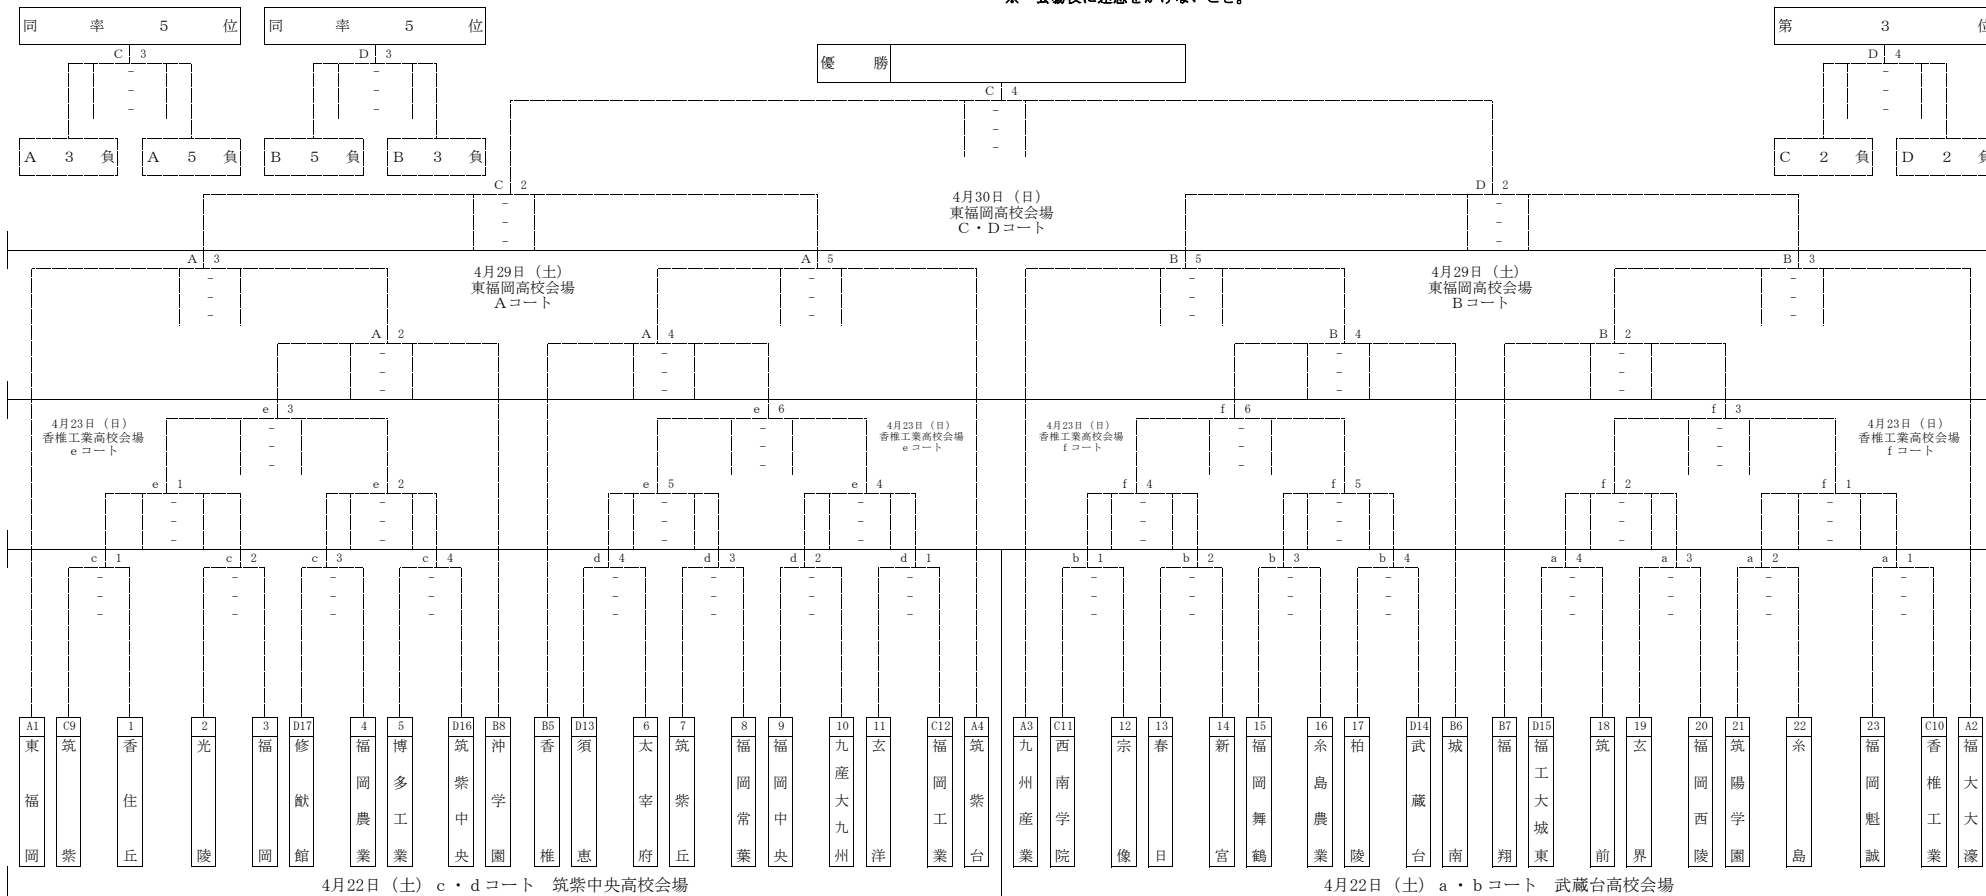 同率5位
同率5位
第3位
C 3
D 3
優勝
D 4
C 4
A 3 負
A 5 負
B 5 負
B 3 負
C 2 負
D 2 負
C 2
D 2
4月30日（日）
東福岡高校会場
C・Dコート
A 3
A 5
B 5
B 3
4月29日（土）
東福岡高校会場
Aコート
4月29日（土）
東福岡高校会場
Bコート
A 2
A 4
B 4
B 2
e 3
e 6
f 6
f 3
4月23日（日）
香椎工業高校会場
eコート
4月23日（日）
香椎工業高校会場
eコート
4月23日（日）
香椎工業高校会場
fコート
4月23日（日）
香椎工業高校会場
fコート
e 1
e 2
e 5
e 4
f 4
f 5
f 2
f 1
c 1
c 2
c 3
c 4
d 4
d 3
d 2
d 1
b 1
b 2
b 3
b 4
a 4
a 3
a 2
a 1
A1 東福岡
C9 筑紫
1 香住丘
2 光陵
3 福岡
D17 修猷館
4 福岡農業
5 博多工業
D16 筑紫中央
B8 沖学園
B5 香椎
D13 須恵
6 太宰府
7 筑紫丘
8 福岡常葉
9 福岡中央
10 九産大九州
11 玄洋
C12 福岡工業
A4 筑紫台
A3 九州産業
C11 西南学院
12 宗像
13 春日
14 新宮
15 福岡舞鶴
16 糸島農業
17 柏陵
D14 武蔵台
B6 城南
B7 福翔
D15 福工大城東
18 筑前
19 玄界
20 福岡西陵
21 筑陽学園
22 糸島
23 福岡魁誠
C10 香椎工業
A2 福大大濠
4月22日（土）c・dコート　筑紫中央高校会場
4月22日（土）a・bコート　武蔵台高校会場